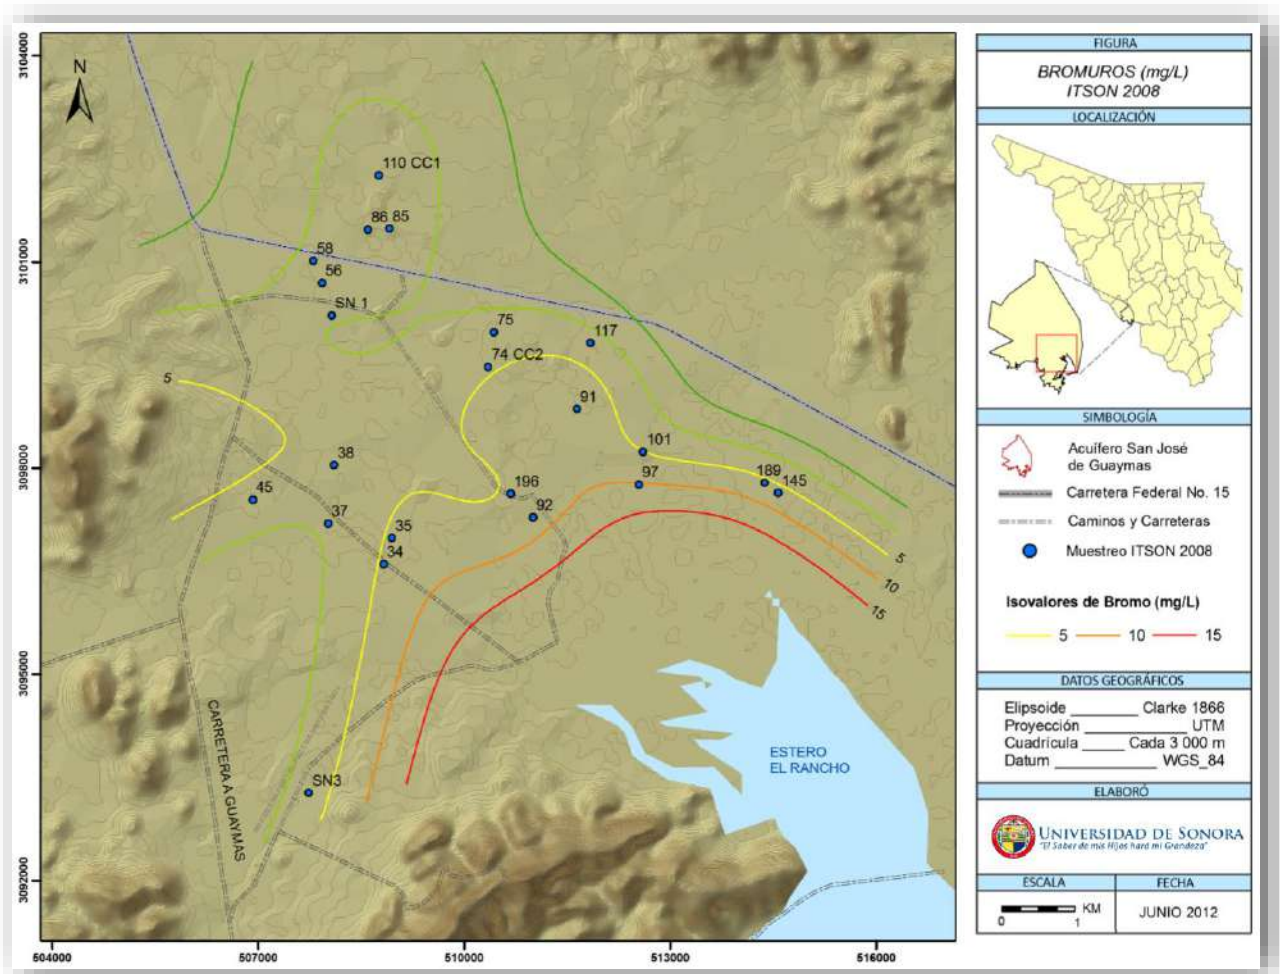 3104000
3101000
3098000
3095000
3092000
504000
507000
510000
513000
516000
N
110 CC1
86
85
58
56
SN 1
75
74 CC2
117
5
91
101
38
45
97
189
145
196
92
37
35
34
5
10
15
CARRETERA A GUAYMAS
SN3
ESTERO
EL RANCHO
FIGURA
BROMUROS (mg/L)
ITSON 2008
LOCALIZACIÓN
SIMBOLOGÍA
Acuífero San José
de Guaymas
Carretera Federal No. 15
Caminos y Carreteras
Muestreo ITSON 2008
Isovalores de Bromo (mg/L)
5 10 15
DATOS GEOGRÁFICOS
Elipsoide ________ Clarke 1866
Proyección ________ UTM
Cuadrícula _____ Cada 3 000 m
Datum ____________ WGS_84
ELABORÓ
UNIVERSIDAD DE SONORA
"El Saber de mis Hijos hará mi Grandeza"
ESCALA
KM
0 1
FECHA
JUNIO 2012